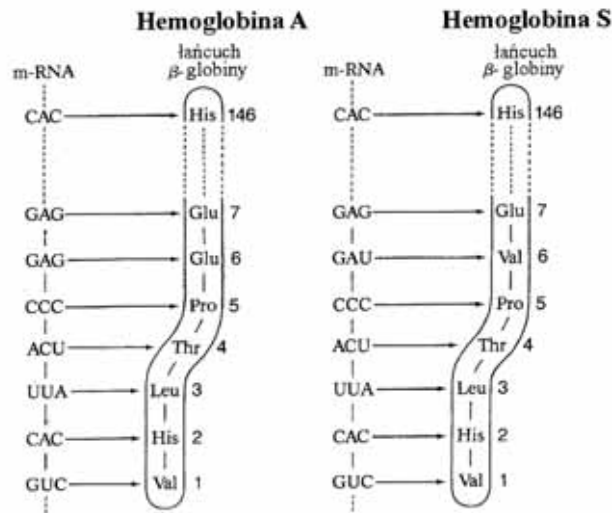 Hemoglobina A
łańcuch
β-globiny
m-RNA
CAC His 146
GAG Glu 7
GAG Glu 6
CCC Pro 5
ACU Thr 4
UUA Leu 3
CAC His 2
GUC Val 1
Hemoglobina S
łańcuch
β-globiny
m-RNA
CAC His 146
GAG Glu 7
GAU Val 6
CCC Pro 5
ACU Thr 4
UUA Leu 3
CAC His 2
GUC Val 1